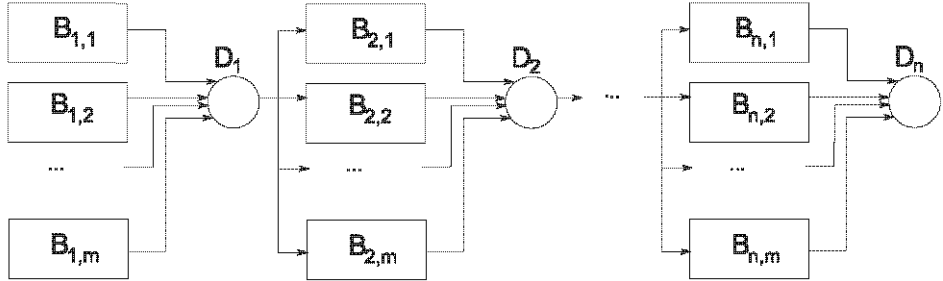 B1,1 B2,1 Bn,1
D1 D2 Dn
B1,2 B2,2 ... Bn,2
... ... ...
B1,m B2,m Bn,m